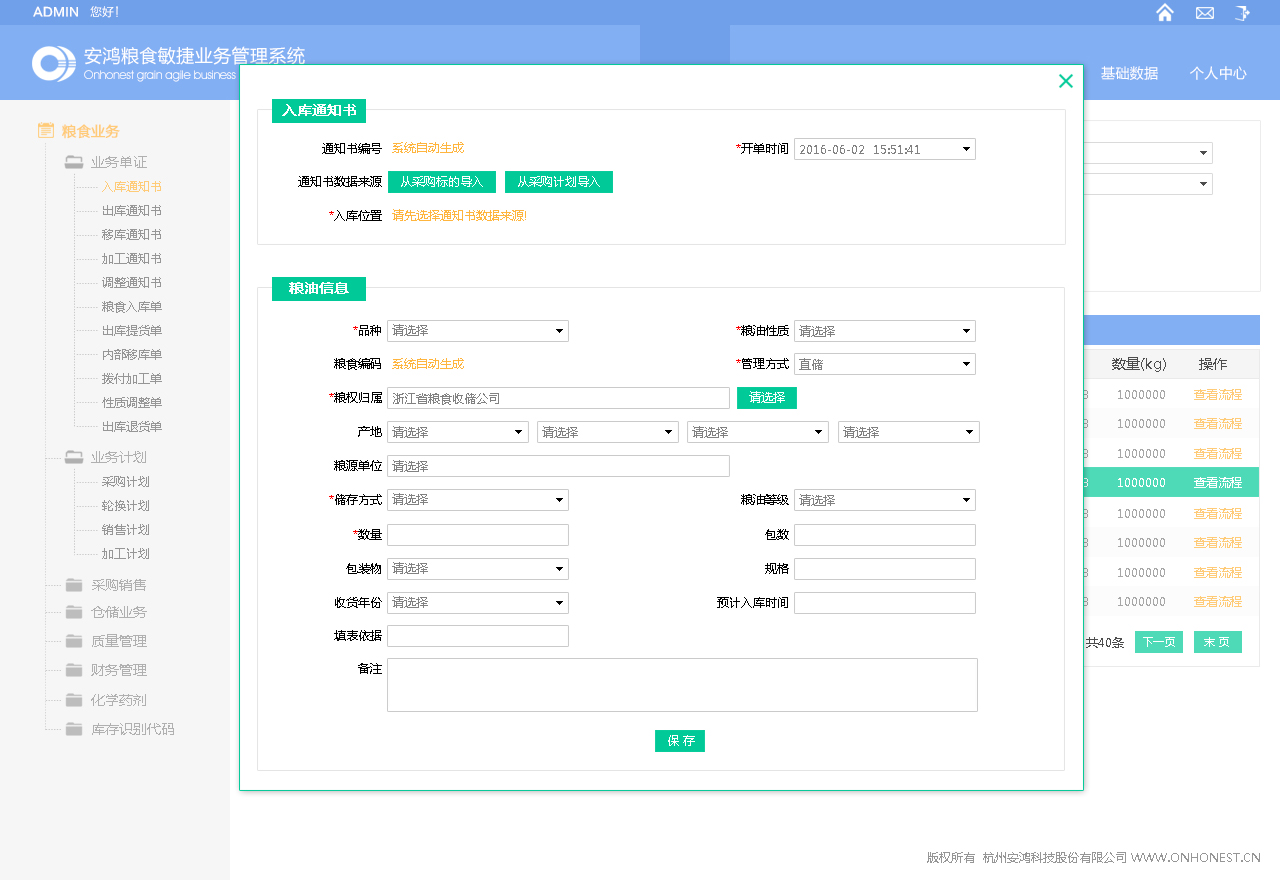 ADMIN 您好!
安鸿粮食敏捷业务管理系统
Onhonest grain agile business
基础数据 个人中心
粮食业务
业务单证
入库通知书
出库通知书
移库通知书
加工通知书
调整通知书
粮食入库单
出库提货单
内部移库单
拨付加工单
性质调整单
出库退货单
业务计划
采购计划
轮换计划
销售计划
加工计划
采购销售
仓储业务
质量管理
财务管理
化学药剂
库存识别代码
入库通知书
通知书编号 系统自动生成 *开单时间 2016-06-02 15:51:41
通知书数据来源 从采购标的导入 从采购计划导入
*入库位置 请先选择通知书数据来源!
粮油信息
*品种 请选择 *粮油性质 请选择
粮食编码 系统自动生成 *管理方式 直储
*粮权归属 浙江省粮食收储公司 请选择
产地 请选择 请选择 请选择 请选择
粮源单位 请选择
*储存方式 请选择 粮油等级 请选择
*数量 包数
包装物 请选择 规格
收货年份 请选择 预计入库时间
填表依据
备注
保 存
数量(kg) 操作
1000000 查看流程
1000000 查看流程
1000000 查看流程
1000000 查看流程
1000000 查看流程
1000000 查看流程
1000000 查看流程
1000000 查看流程
共40条 下一页 末 页
版权所有 杭州安鸿科技股份有限公司 WWW.ONHONEST.CN